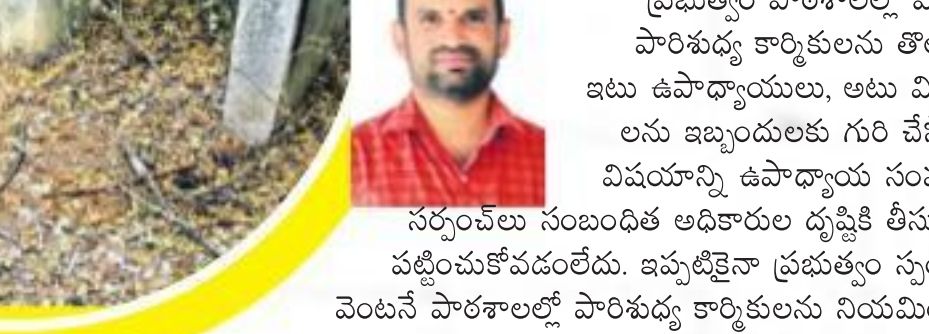 ప్రభుత్వ పాఠశాలల్లో
పారిశుధ్య కార్మికులను
ఇటు ఉపాధ్యాయులు, అటు
లను ఇబ్బందులకు గురి
విషయాన్ని ఉపాధ్యాయ
సర్పంచ్‌లు సంబంధిత అధికారుల దృష్టికి
పట్టించుకోవడంలేదు. ఇప్పటికైనా ప్రభుత్వం
వెంటనే పాఠశాలల్లో పారిశుధ్య కార్మికులను